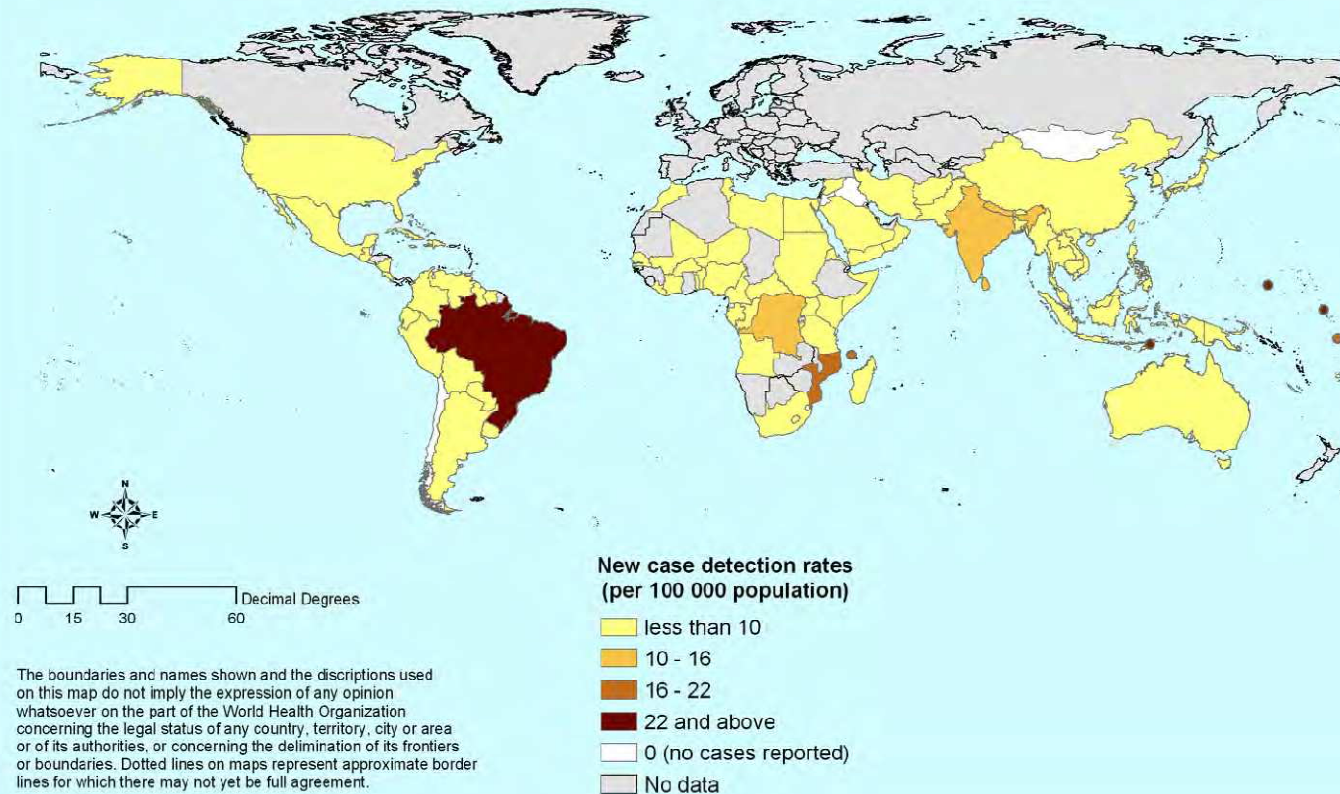 N
W E
S
Decimal Degrees
0 15 30 60
New case detection rates
(per 100 000 population)
less than 10
10 - 16
16 - 22
22 and above
0 (no cases reported)
No data
The boundaries and names shown and the discriptions used
on this map do not imply the expression of any opinion
whatsoever on the part of the World Health Organization
concerning the legal status of any country, territory, city or area
or of its authorities, or concerning the delimination of its frontiers
or boundaries. Dotted lines on maps represent approximate border
lines for which there may not yet be full agreement.